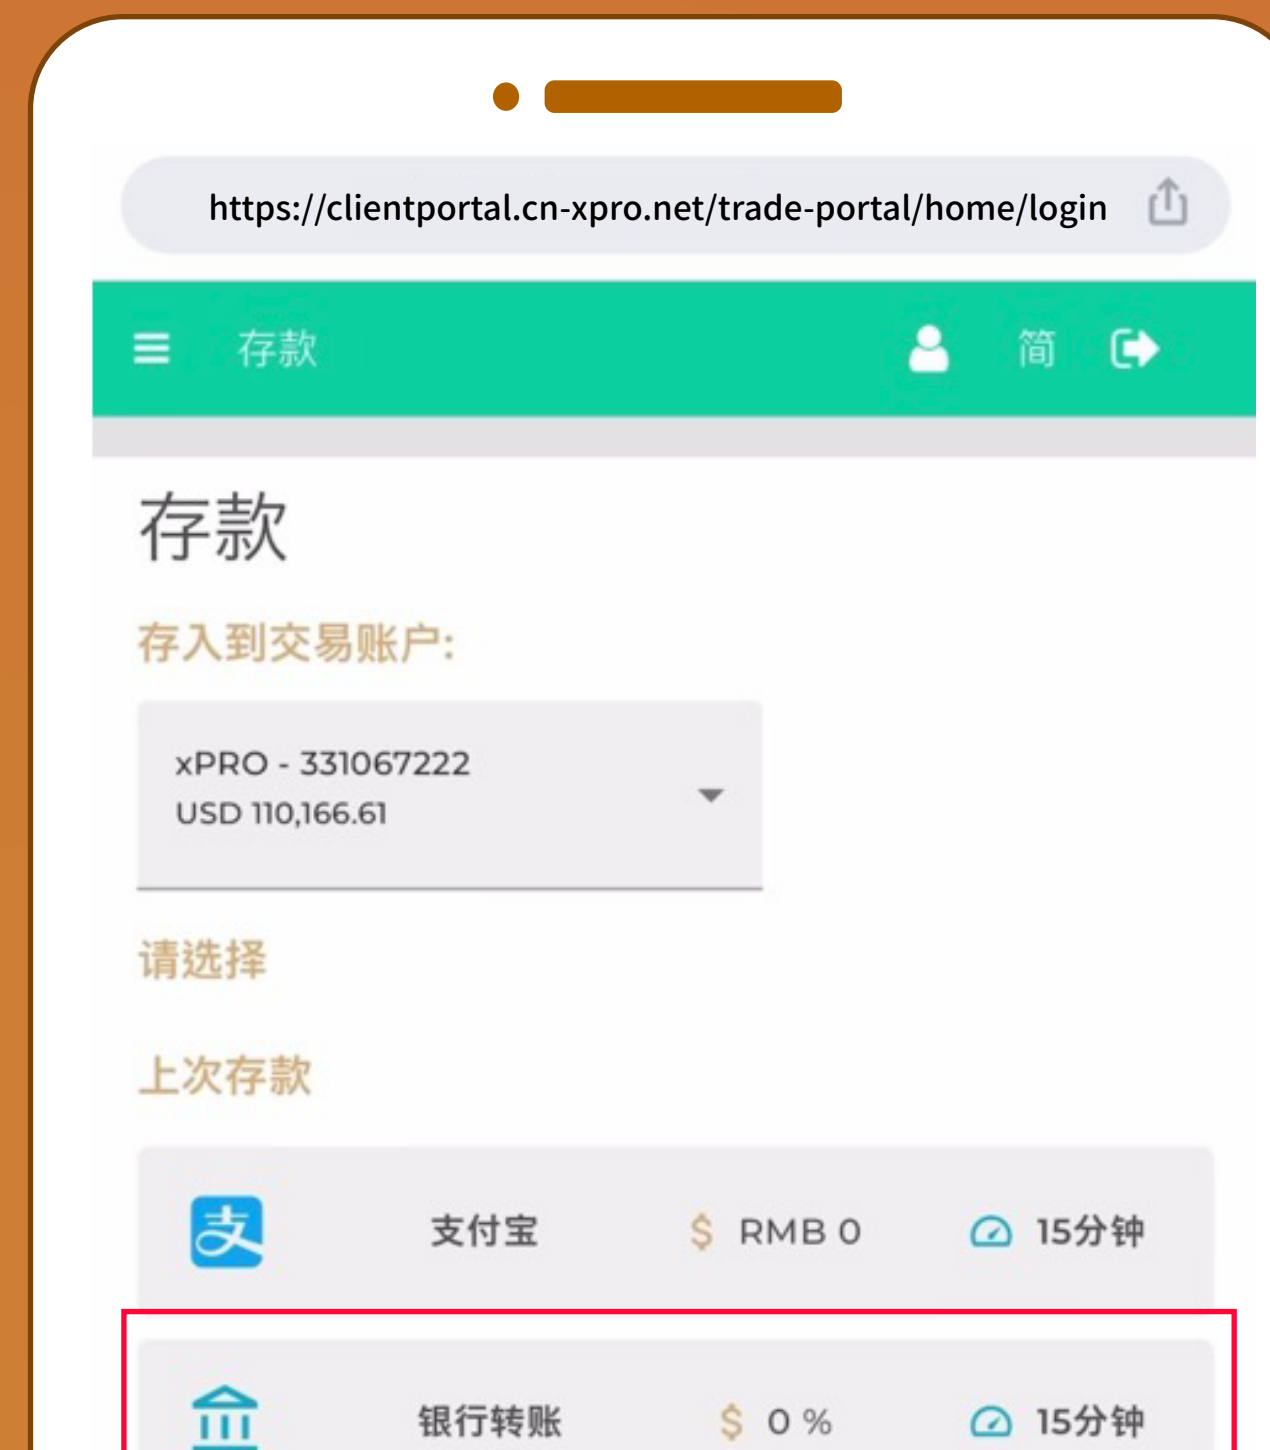 https://clientportal.cn-xpro.net/trade-portal/home/login
存款 简
存款
存入到交易账户:
xPRO - 331067222
USD 110,166.61
请选择
上次存款
支 支付宝 $ RMB 0 15分钟
银行转账 $ 0 % 15分钟